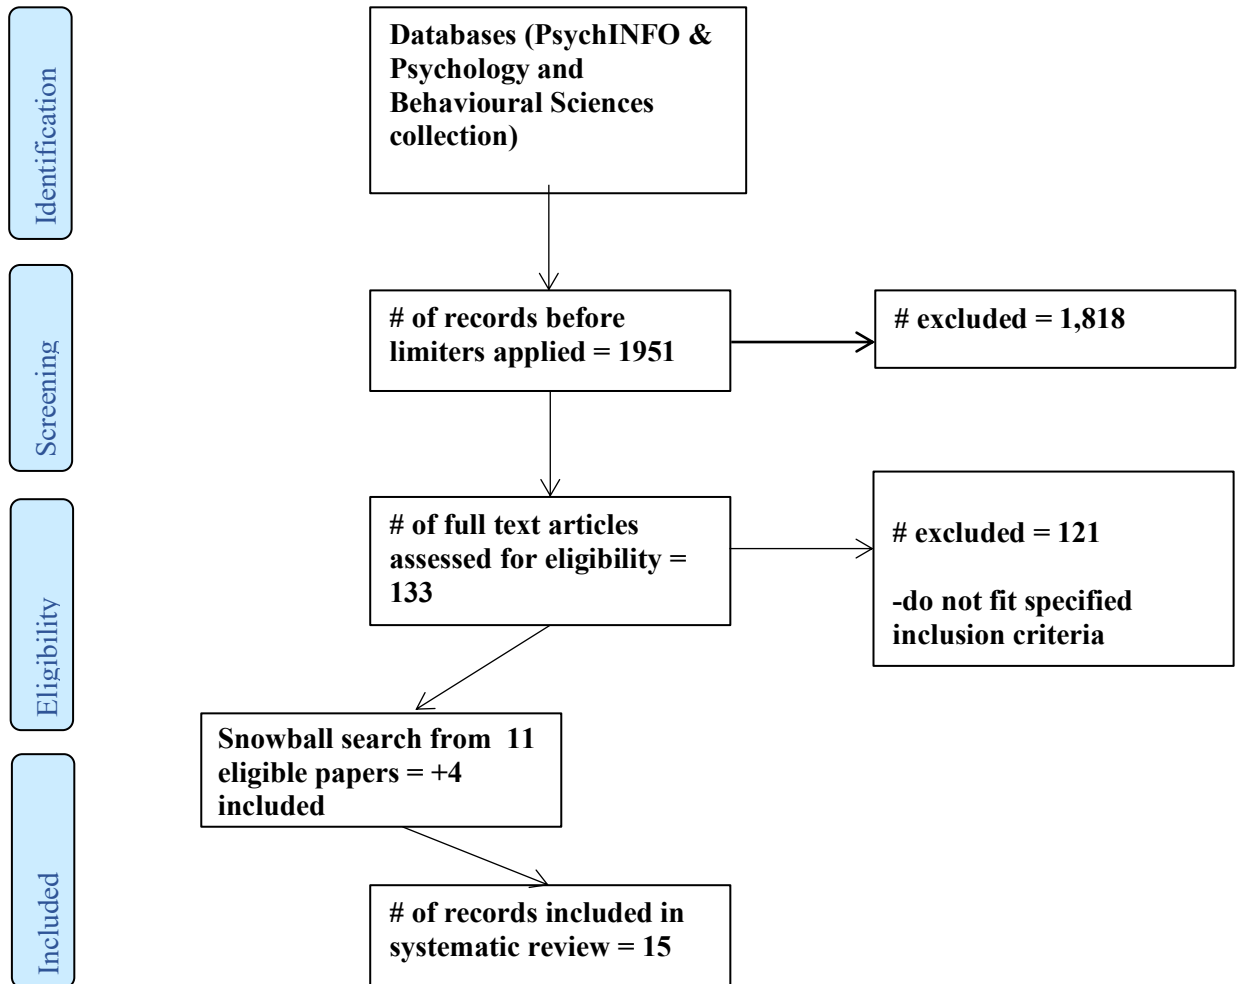 Identification
Databases (PsychINFO &
Psychology and
Behavioural Sciences
collection)
Screening
# of records before
limiters applied = 1951
# excluded = 1,818
Eligibility
# of full text articles
assessed for eligibility =
133
# excluded = 121
-do not fit specified
inclusion criteria
Snowball search from 11
eligible papers = +4
included
Included
# of records included in
systematic review = 15